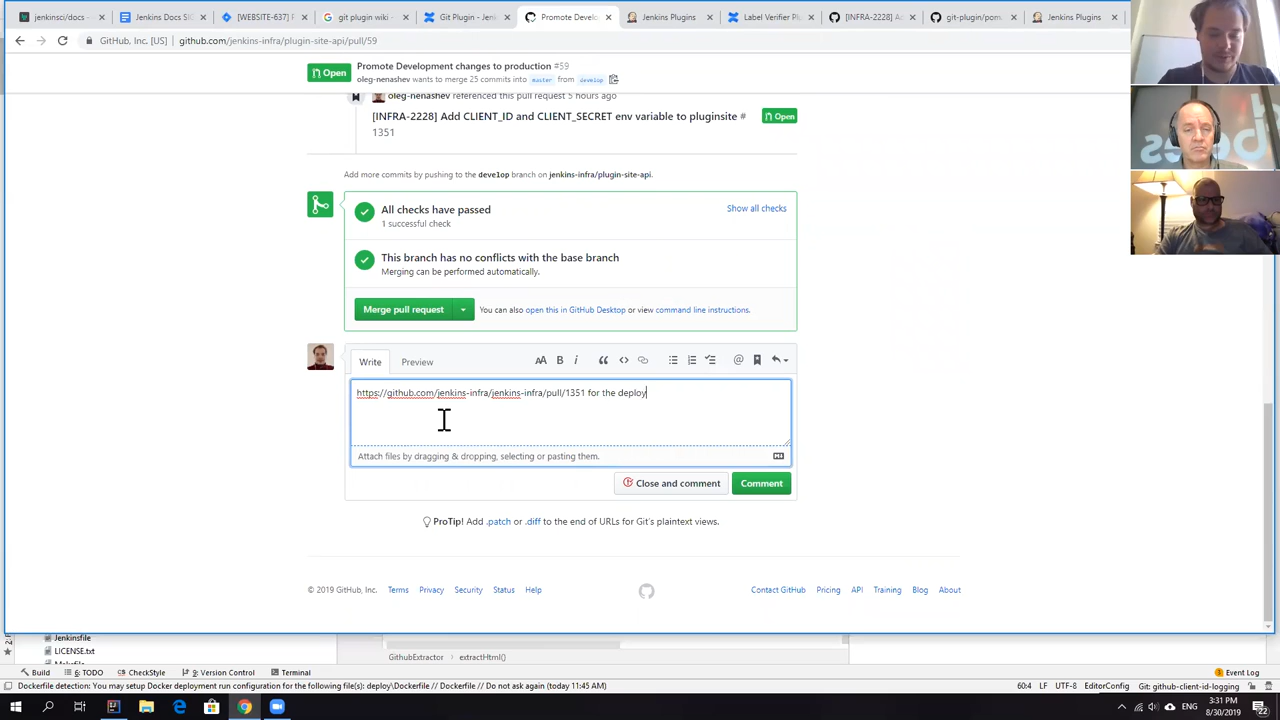 jenkinsci/docs -
Jenkins Docs SIG
[WEBSITE-637] P
git plugin wiki -
Git Plugin - Jenk
Promote Develo
Jenkins Plugins
Label Verifier Pl
[INFRA-2228] Ad
git-plugin/pom
Jenkins Plugins
GitHub, Inc. [US]
github.com/jenkins-infra/plugin-site-api/pull/59
Open
Promote Development changes to production #59
oleg-nenashev wants to merge 25 commits into master from develop
oleg-nenashev referenced this pull request 5 hours ago
[INFRA-2228] Add CLIENT_ID and CLIENT_SECRET env variable to pluginsite #
1351
Open
Add more commits by pushing to the develop branch on jenkins-infra/plugin-site-api.
All checks have passed
Show all checks
1 successful check
This branch has no conflicts with the base branch
Merging can be performed automatically.
Merge pull request
You can also open this in GitHub Desktop or view command line instructions.
Write
Preview
AA B i
https://github.com/jenkins-infra/jenkins-infra/pull/1351 for the deploy
Attach files by dragging & dropping, selecting or pasting them.
Close and comment
Comment
ProTip! Add .patch or .diff to the end of URLs for Git's plaintext views.
© 2019 GitHub, Inc.
Terms
Privacy
Security
Status
Help
Contact GitHub
Pricing
API
Training
Blog
About
Jenkinsfile
LICENSE.txt
GithubExtractor
extractHtml()
Build
6: TODO
CheckStyle
9: Version Control
Terminal
Event Log
Dockerfile detection: You may setup Docker deployment run configuration for the following file(s): deploy\Dockerfile // Dockerfile // Do not ask again (today 11:45 AM)
60:4
LF
UTF-8
EditorConfig
Git: github-client-id-logging
ENG
3:31 PM
8/30/2019
22